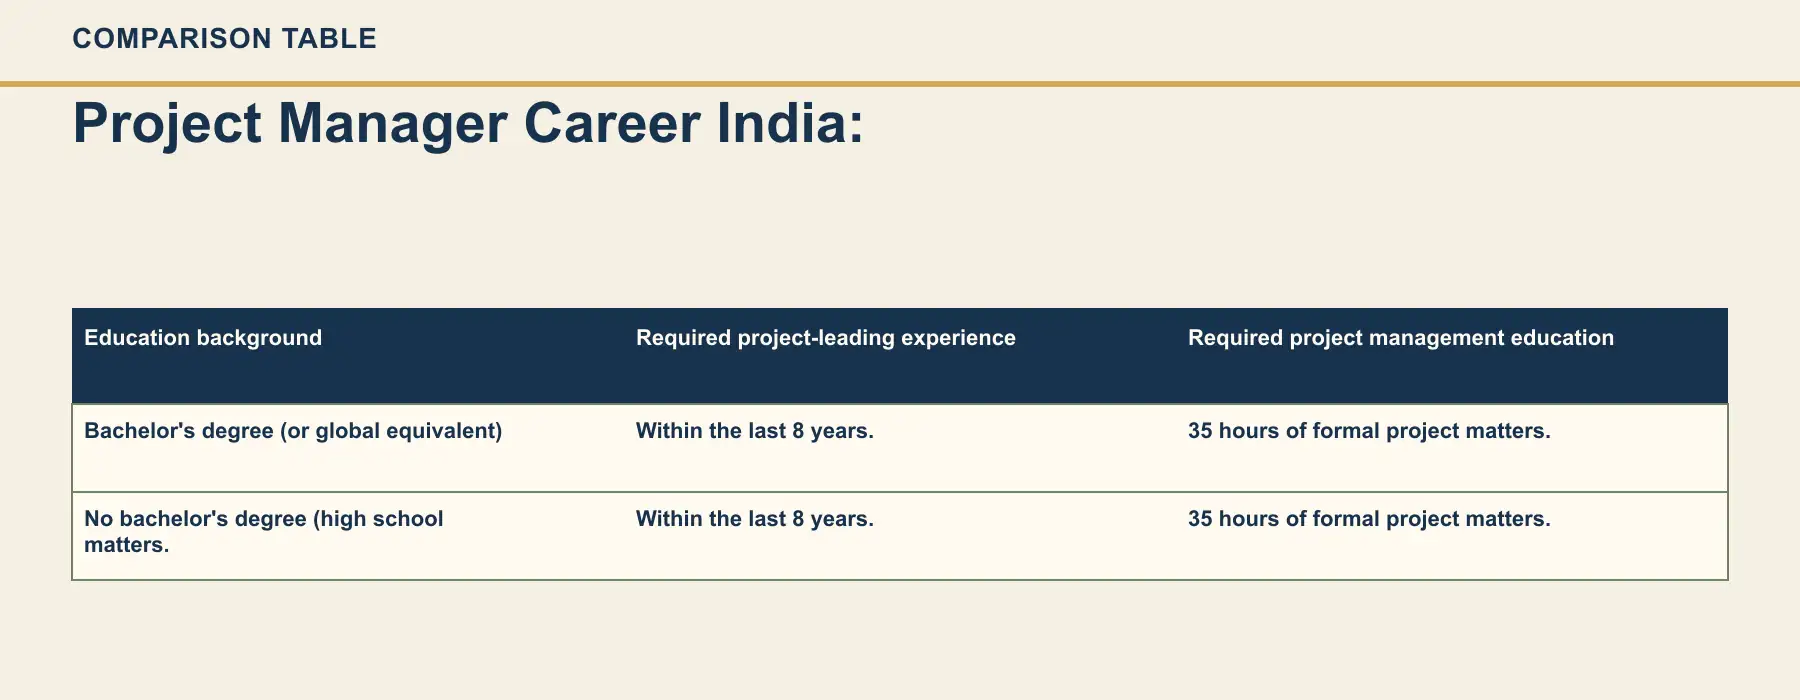 COMPARISON TABLE
Project Manager Career India:
Education background
Required project-leading experience
Required project management education
Bachelor's degree (or global equivalent)
Within the last 8 years.
35 hours of formal project matters.
No bachelor's degree (high school
matters.
Within the last 8 years.
35 hours of formal project matters.